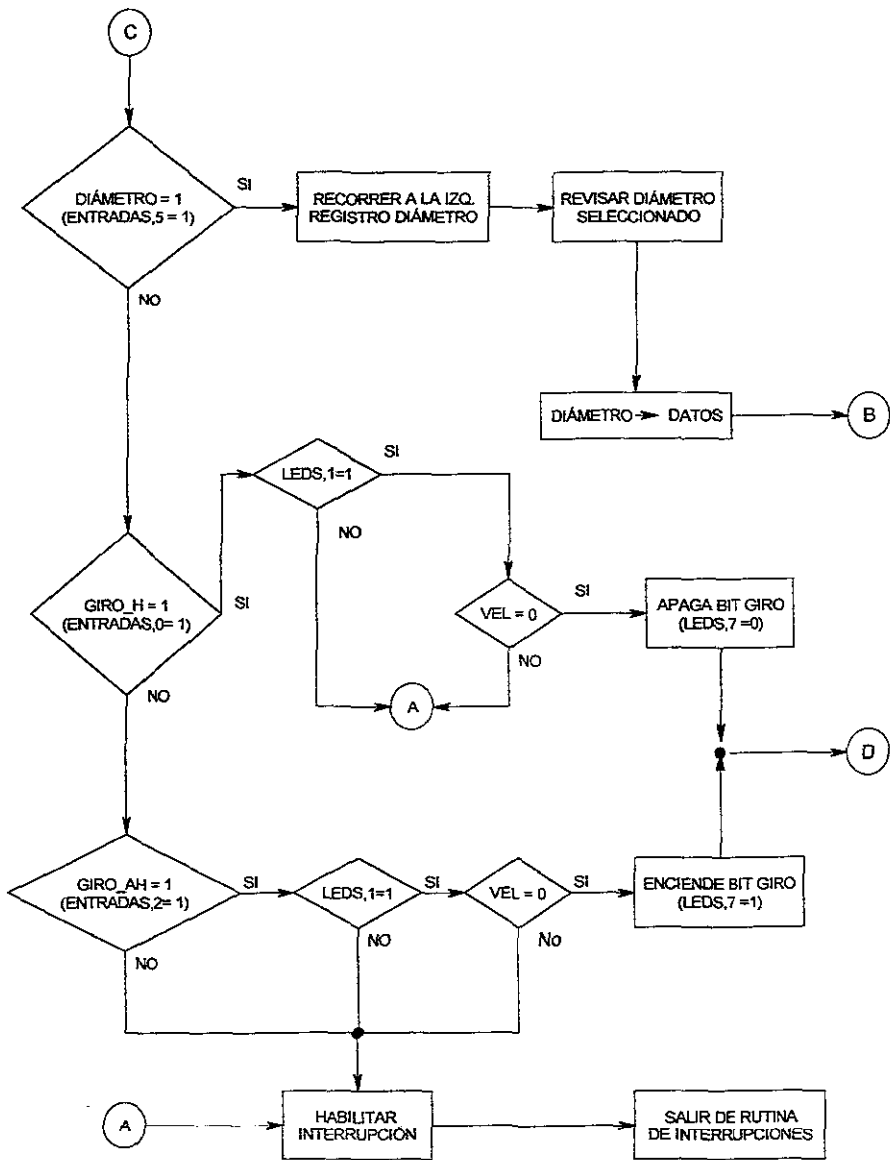 C
DIÁMETRO = 1
(ENTRADAS,5 = 1)
SI
RECORRER A LA IZQ.
REGISTRO DIÁMETRO
REVISAR DIÁMETRO
SELECCIONADO
NO
DIÁMETRO → DATOS
B
LEDS,1=1
SI
NO
GIRO_H = 1
(ENTRADAS,0= 1)
SI
VEL = 0
SI
APAGA BIT GIRO
(LEDS,7 =0)
NO
NO
A
D
GIRO_AH = 1
(ENTRADAS,2= 1)
SI
LEDS,1=1
SI
VEL = 0
SI
ENCIENDE BIT GIRO
(LEDS,7 =1)
NO
NO
No
A
HABILITAR
INTERRUPCIÓN
SALIR DE RUTINA
DE INTERRUPCIONES